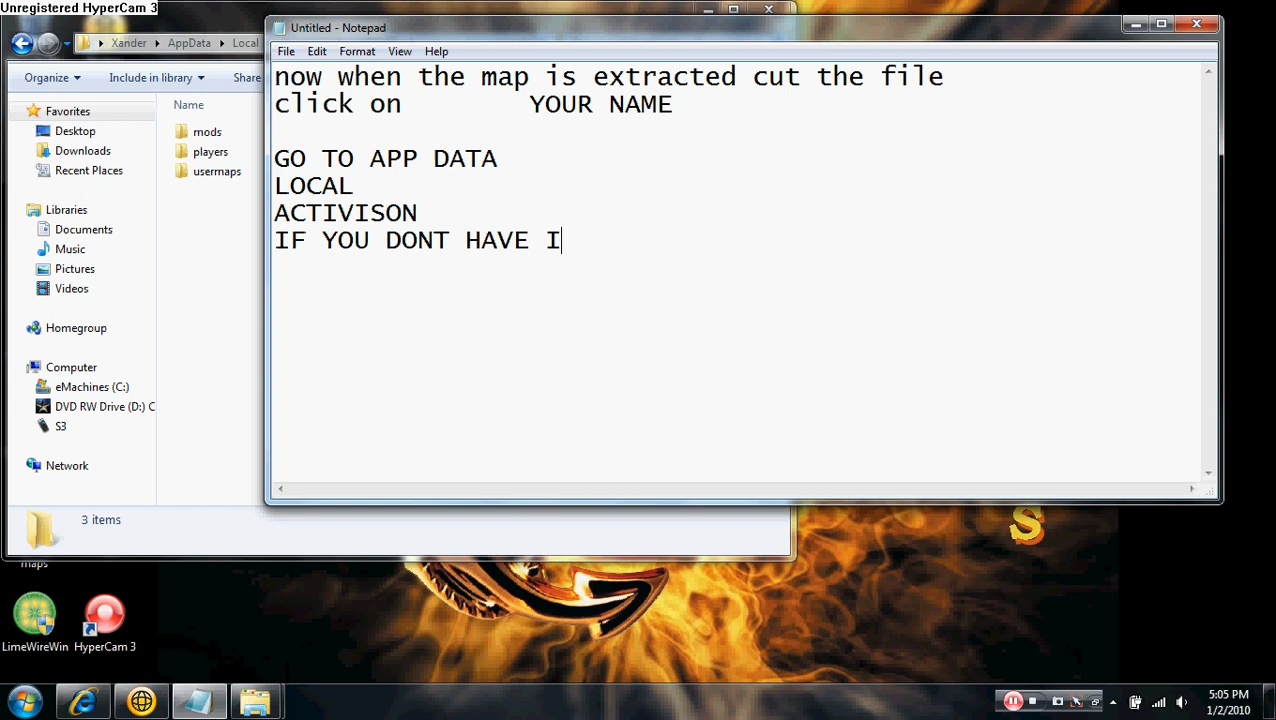 Unregistered HyperCam 3
Untitled - Notepad
Xander AppData Local
File Edit Format View Help
Organize Include in library Share
now when the map is extracted cut the file
click on YOUR NAME
GO TO APP DATA
LOCAL
ACTIVISON
IF YOU DONT HAVE I
Favorites
Desktop
Downloads
Recent Places
Libraries
Documents
Music
Pictures
Videos
Homegroup
Computer
eMachines (C:)
DVD RW Drive (D:) C
S3
Network
Name
mods
players
usermaps
3 items
S
maps
LimeWireWin
HyperCam 3
5:05 PM
1/2/2010